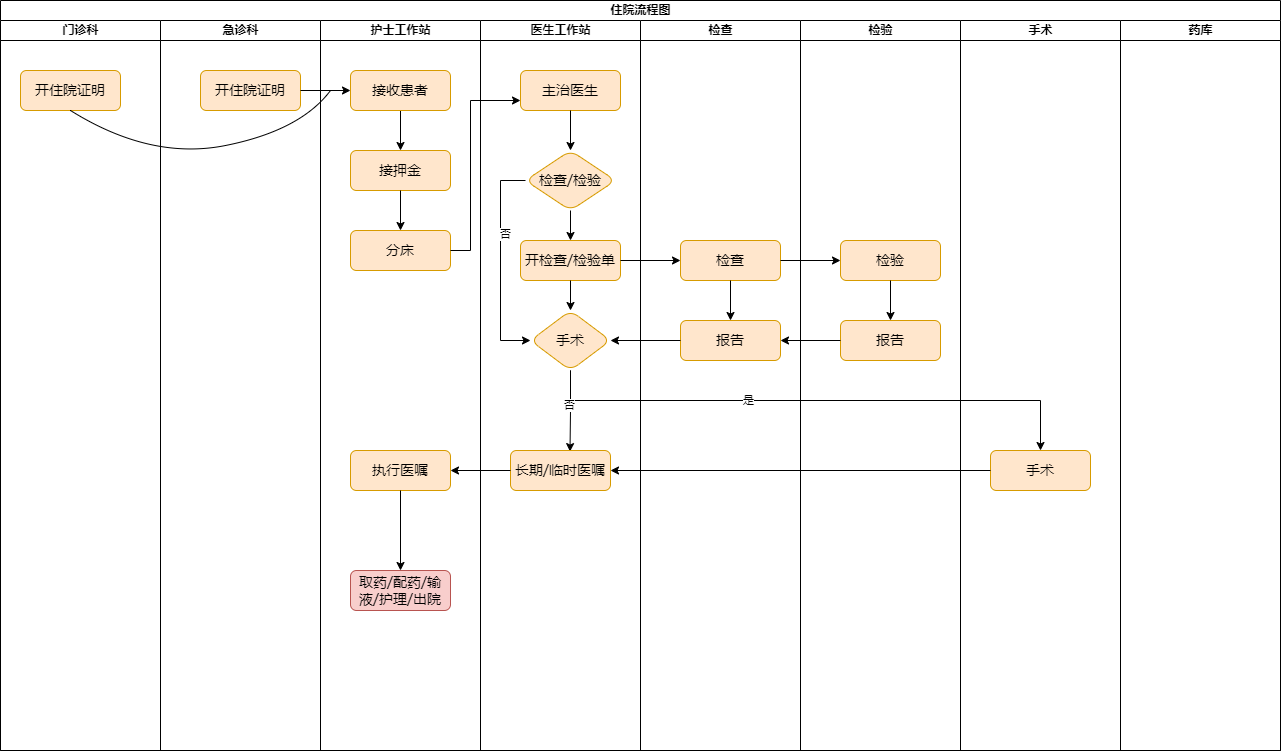 住院流程图
门诊科
急诊科
护士工作站
医生工作站
检查
检验
手术
药库
开住院证明
开住院证明
接收患者
主治医生
接押金
检查/检验
否
分床
开检查/检验单
检查
检验
手术
报告
报告
否
是
执行医嘱
长期/临时医嘱
手术
取药/配药/输
液/护理/出院